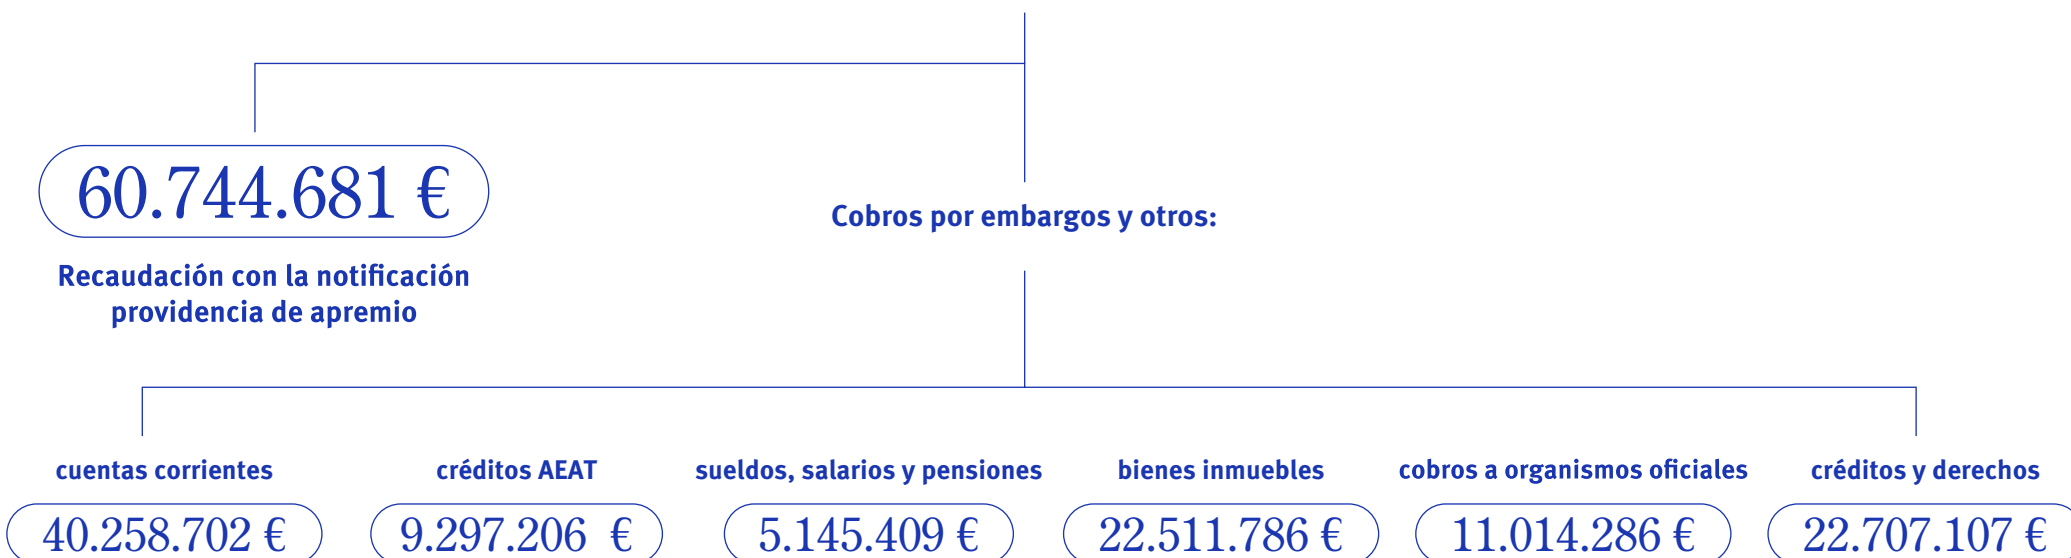 60.744.681 €
Recaudación con la notificación
providencia de apremio
Cobros por embargos y otros:
cuentas corrientes
40.258.702 €
créditos AEAT
9.297.206 €
sueldos, salarios y pensiones
5.145.409 €
bienes inmuebles
22.511.786 €
cobros a organismos oficiales
11.014.286 €
créditos y derechos
22.707.107 €